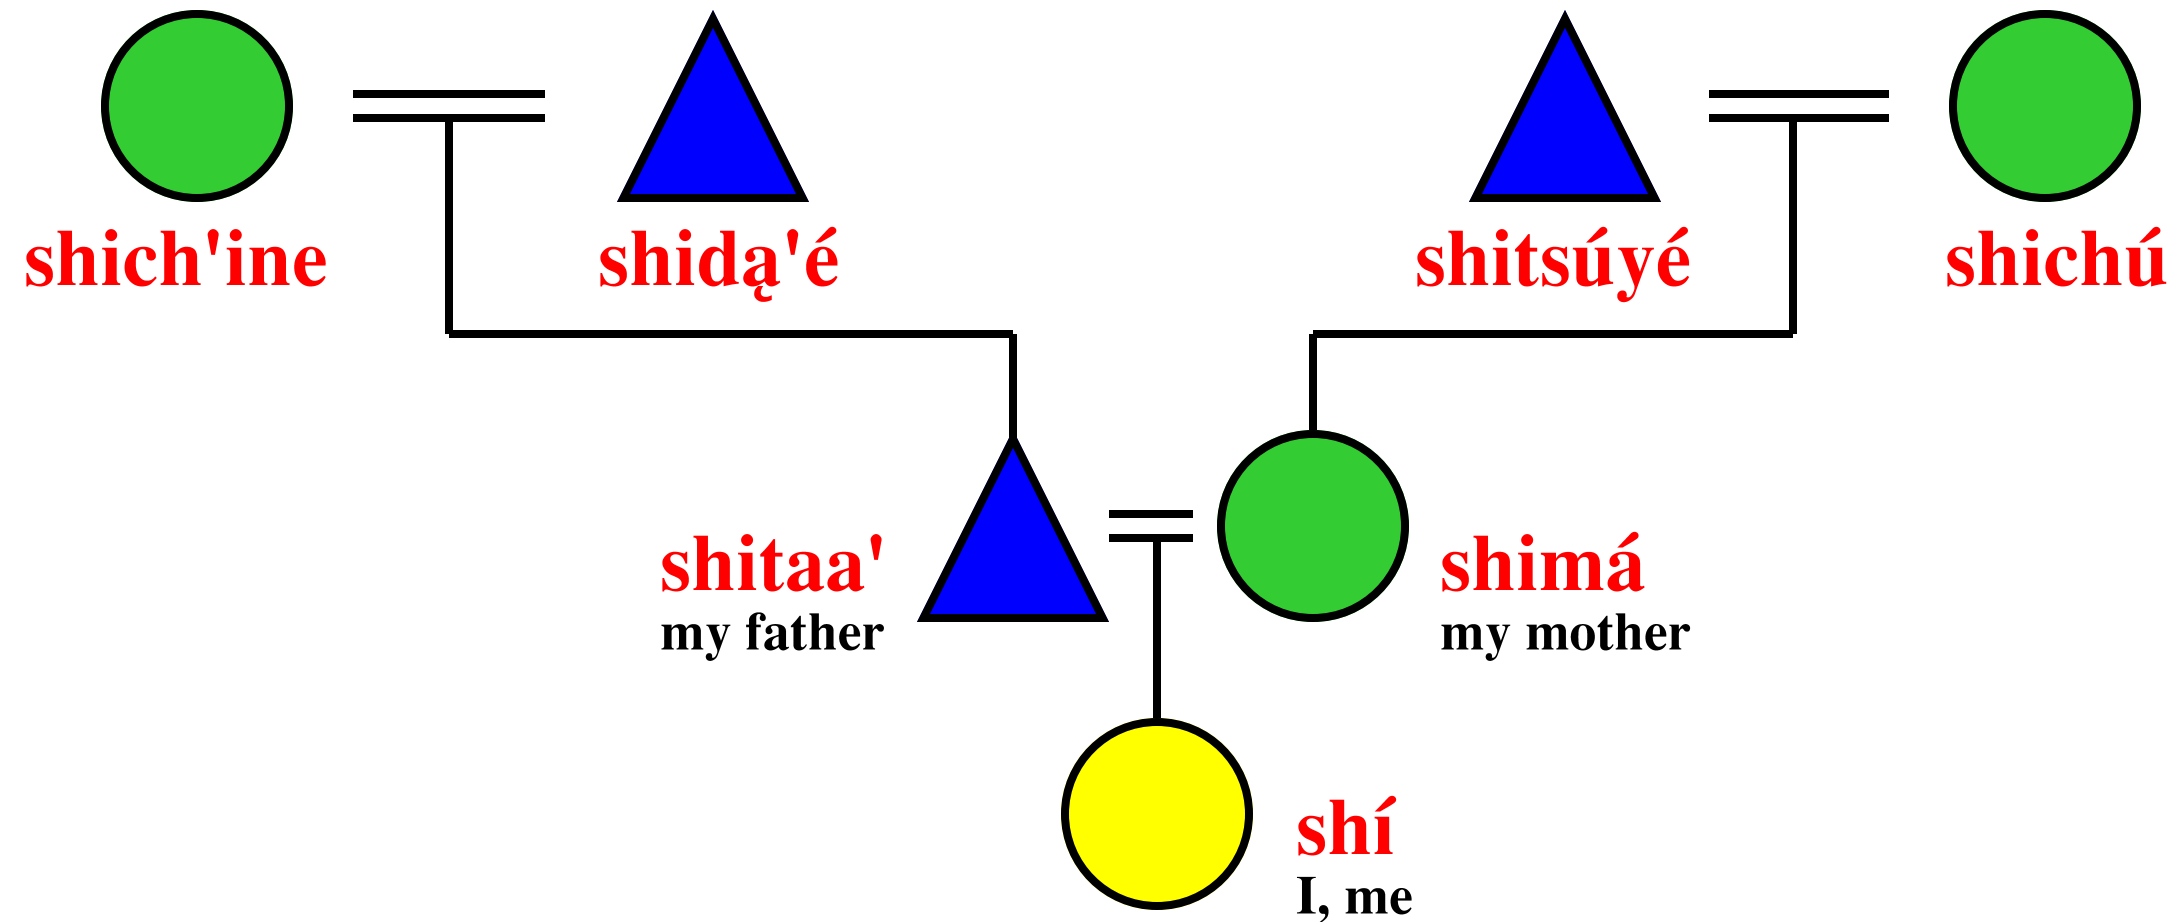 shich'ine
shidą'é
shitsúyé
shichú
shitaa'
my father
shimá
my mother
shí
I, me